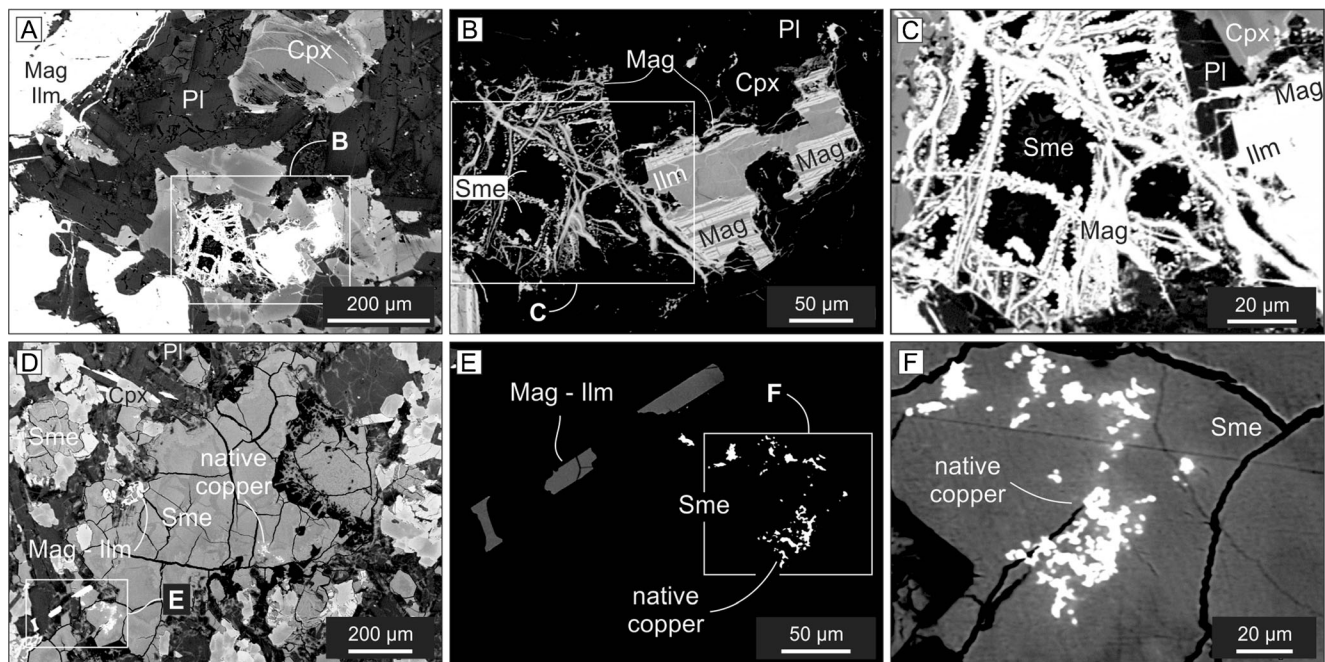 A
Mag
Ilm
Pl
Cpx
B
200 µm
B
Mag
Pl
Cpx
Sme
Ilm
Mag
Mag
C
50 µm
C
Cpx
Pl
Mag
Ilm
Sme
Mag
20 µm
D
Pl
Cpx
Sme
native
copper
Sme
Mag - Ilm
E
200 µm
E
Mag - Ilm
F
Sme
native
copper
50 µm
F
Sme
native
copper
20 µm